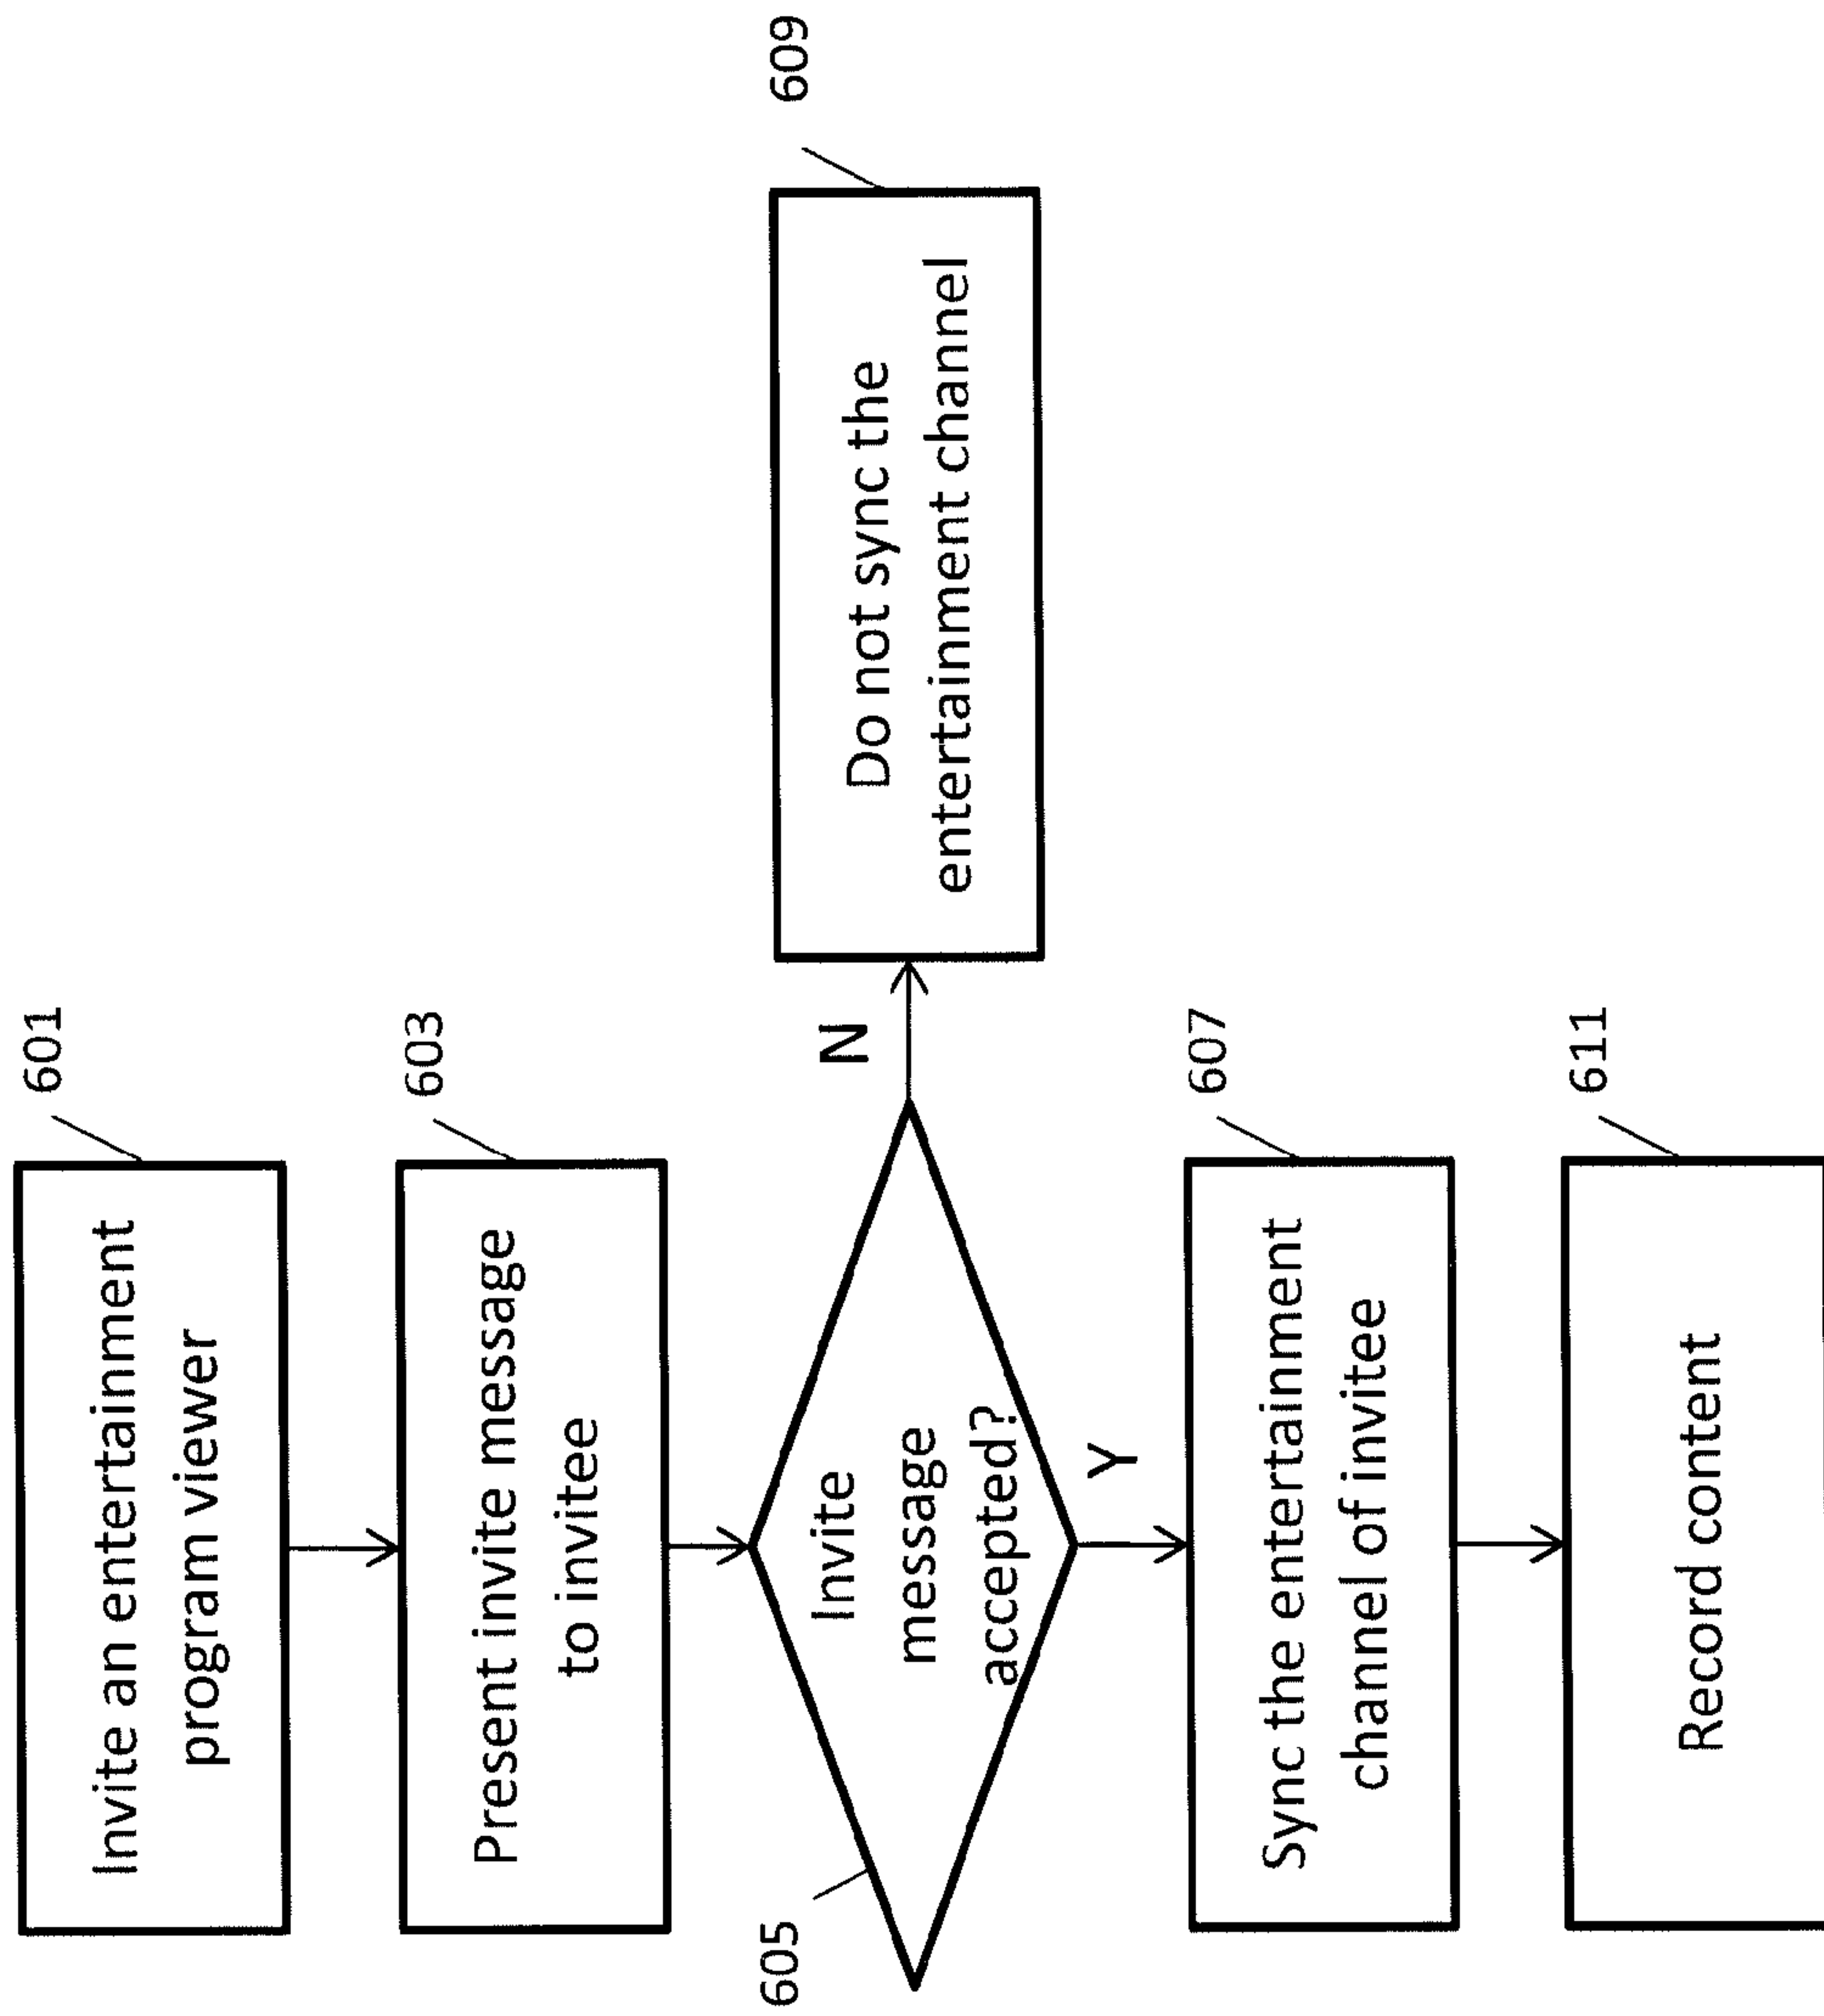 601
Invite an entertainment
program viewer
603
Present invite message
to invitee
605
Invite
message
accepted?
N
609
Do not sync the
entertainment channel
Y
607
Sync the entertainment
channel of invitee
611
Record content